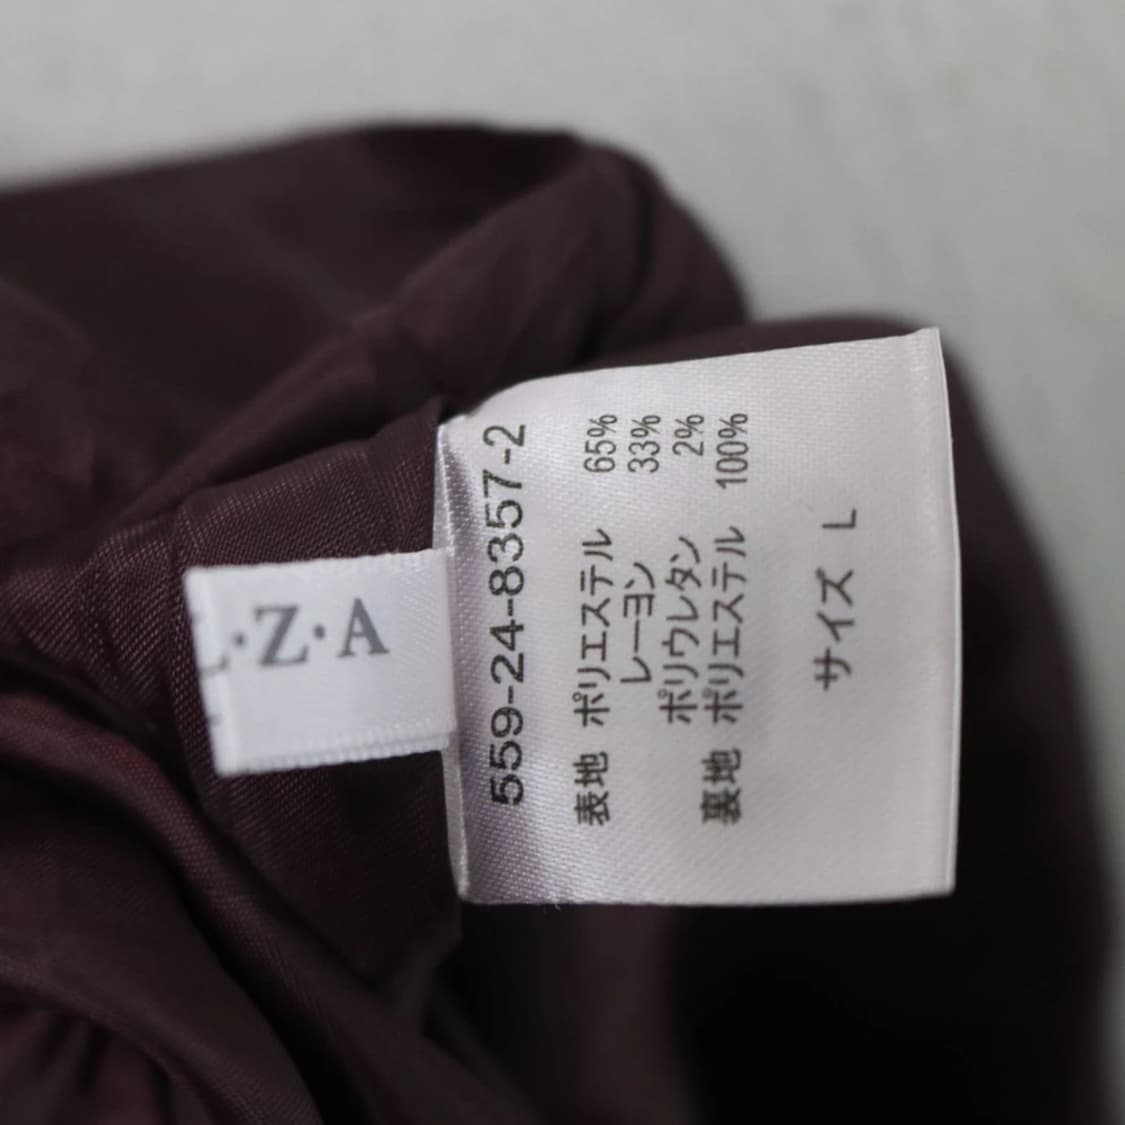 ·Z·A
559-24-8357-2
表地 ポリエステル 65%
レーヨン 33%
ポリウレタン 2%
裏地 ポリエステル 100%
サイズ L